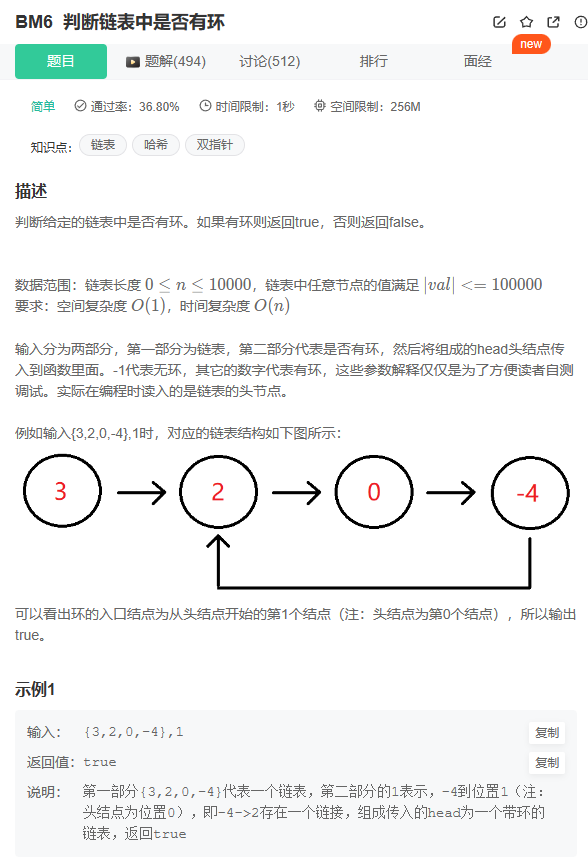 BM6 判断链表中是否有环
new
题目 题解(494) 讨论(512) 排行 面经
简单 通过率：36.80% 时间限制：1秒 空间限制：256M
知识点： 链表 哈希 双指针
描述
判断给定的链表中是否有环。如果有环则返回true，否则返回false。
数据范围：链表长度 0 ≤ n ≤ 10000，链表中任意节点的值满足 |val| <= 100000
要求：空间复杂度 O(1)，时间复杂度 O(n)
输入分为两部分，第一部分为链表，第二部分代表是否有环，然后将组成的head头结点传
入到函数里面。-1代表无环，其它的数字代表有环，这些参数解释仅仅是为了方便读者自测
调试。实际在编程时读入的是链表的头节点。
例如输入{3,2,0,-4},1时，对应的链表结构如下图所示：
3 2 0 -4
可以看出环的入口结点为从头结点开始的第1个结点（注：头结点为第0个结点），所以输出
true。
示例1
输入： {3,2,0,-4},1 复制
返回值： true 复制
说明： 第一部分{3,2,0,-4}代表一个链表，第二部分的1表示，-4到位置1（注：
头结点为位置0），即-4->2存在一个链接，组成传入的head为一个带环的
链表，返回true